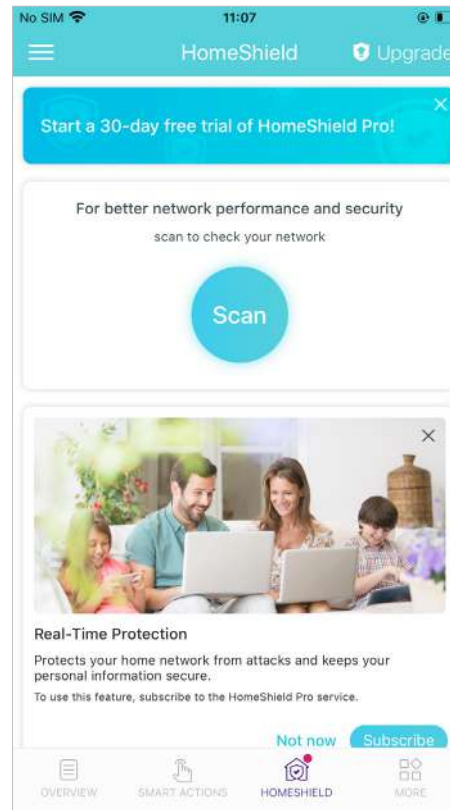 No SIM 11:07
HomeShield Upgrade
Start a 30-day free trial of HomeShield Pro!
For better network performance and security
scan to check your network
Scan
Real-Time Protection
Protects your home network from attacks and keeps your
personal information secure.
To use this feature, subscribe to the HomeShield Pro service.
Not now Subscribe
OVERVIEW SMART ACTIONS HOMESHIELD MORE